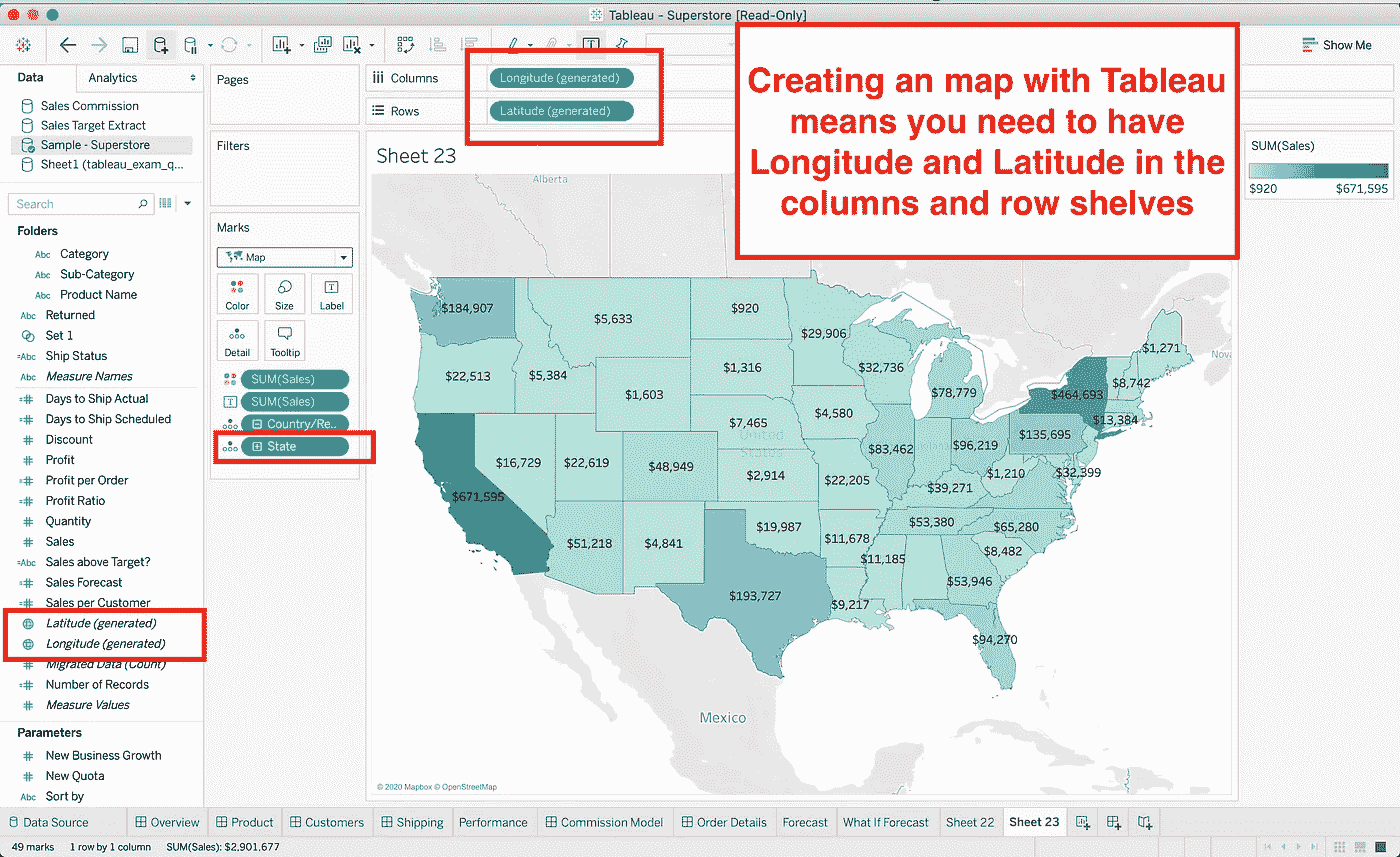 Tableau - Superstore [Read-Only]
Show Me
Data
Analytics
Pages
Columns
Longitude (generated)
Rows
Latitude (generated)
Creating an map with Tableau
means you need to have
Longitude and Latitude in the
columns and row shelves
Sales Commission
Sales Target Extract
Sample - Superstore
Sheet1 (tableau_exam_q...
Search
Folders
Abc Category
Abc Sub-Category
Abc Product Name
Abc Returned
Set 1
=Abc Ship Status
Abc Measure Names
=# Days to Ship Actual
=# Days to Ship Scheduled
# Discount
# Profit
=# Profit per Order
=# Profit Ratio
# Quantity
# Sales
=Abc Sales above Target?
=# Sales Forecast
=# Sales per Customer
Latitude (generated)
Longitude (generated)
# Migrated Data (Count)
=# Number of Records
# Measure Values
Parameters
# New Business Growth
# New Quota
Abc Sort by
Filters
Marks
Map
Color
Size
Label
Detail
Tooltip
SUM(Sales)
SUM(Sales)
Country/Re..
State
Sheet 23
SUM(Sales)
$920
$671,595
Alberta
$184,907
$5,633
$920
$29,906
$1,271
Nova
$22,513
$5,384
$1,603
$1,316
$32,736
$78,779
$464,693
$8,742
$13,384
$7,465
$4,580
United
States
$135,695
$16,729
$22,619
$48,949
$2,914
$83,462
$96,219
$1,210
$32,399
$671,595
$22,205
$39,271
$51,218
$4,841
$19,987
$11,678
$53,380
$65,280
$11,185
$8,482
$53,946
$193,727
$9,217
$94,270
Mexico
© 2020 Mapbox © OpenStreetMap
Data Source
Overview
Product
Customers
Shipping
Performance
Commission Model
Order Details
Forecast
What If Forecast
Sheet 22
Sheet 23
49 marks
1 row by 1 column
SUM(Sales): $2,901,677